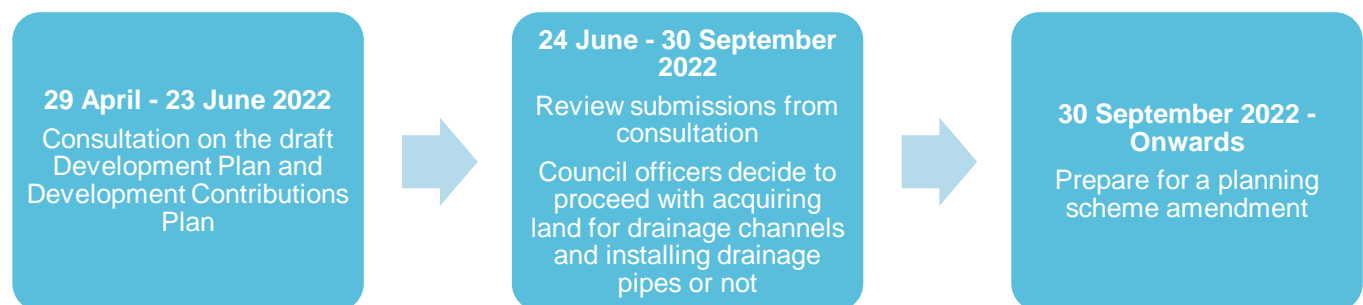 29 April - 23 June 2022
Consultation on the draft
Development Plan and
Development Contributions
Plan
24 June - 30 September
2022
Review submissions from
consultation
Council officers decide to
proceed with acquiring
land for drainage channels
and installing drainage
pipes or not
30 September 2022 -
Onwards
Prepare for a planning
scheme amendment